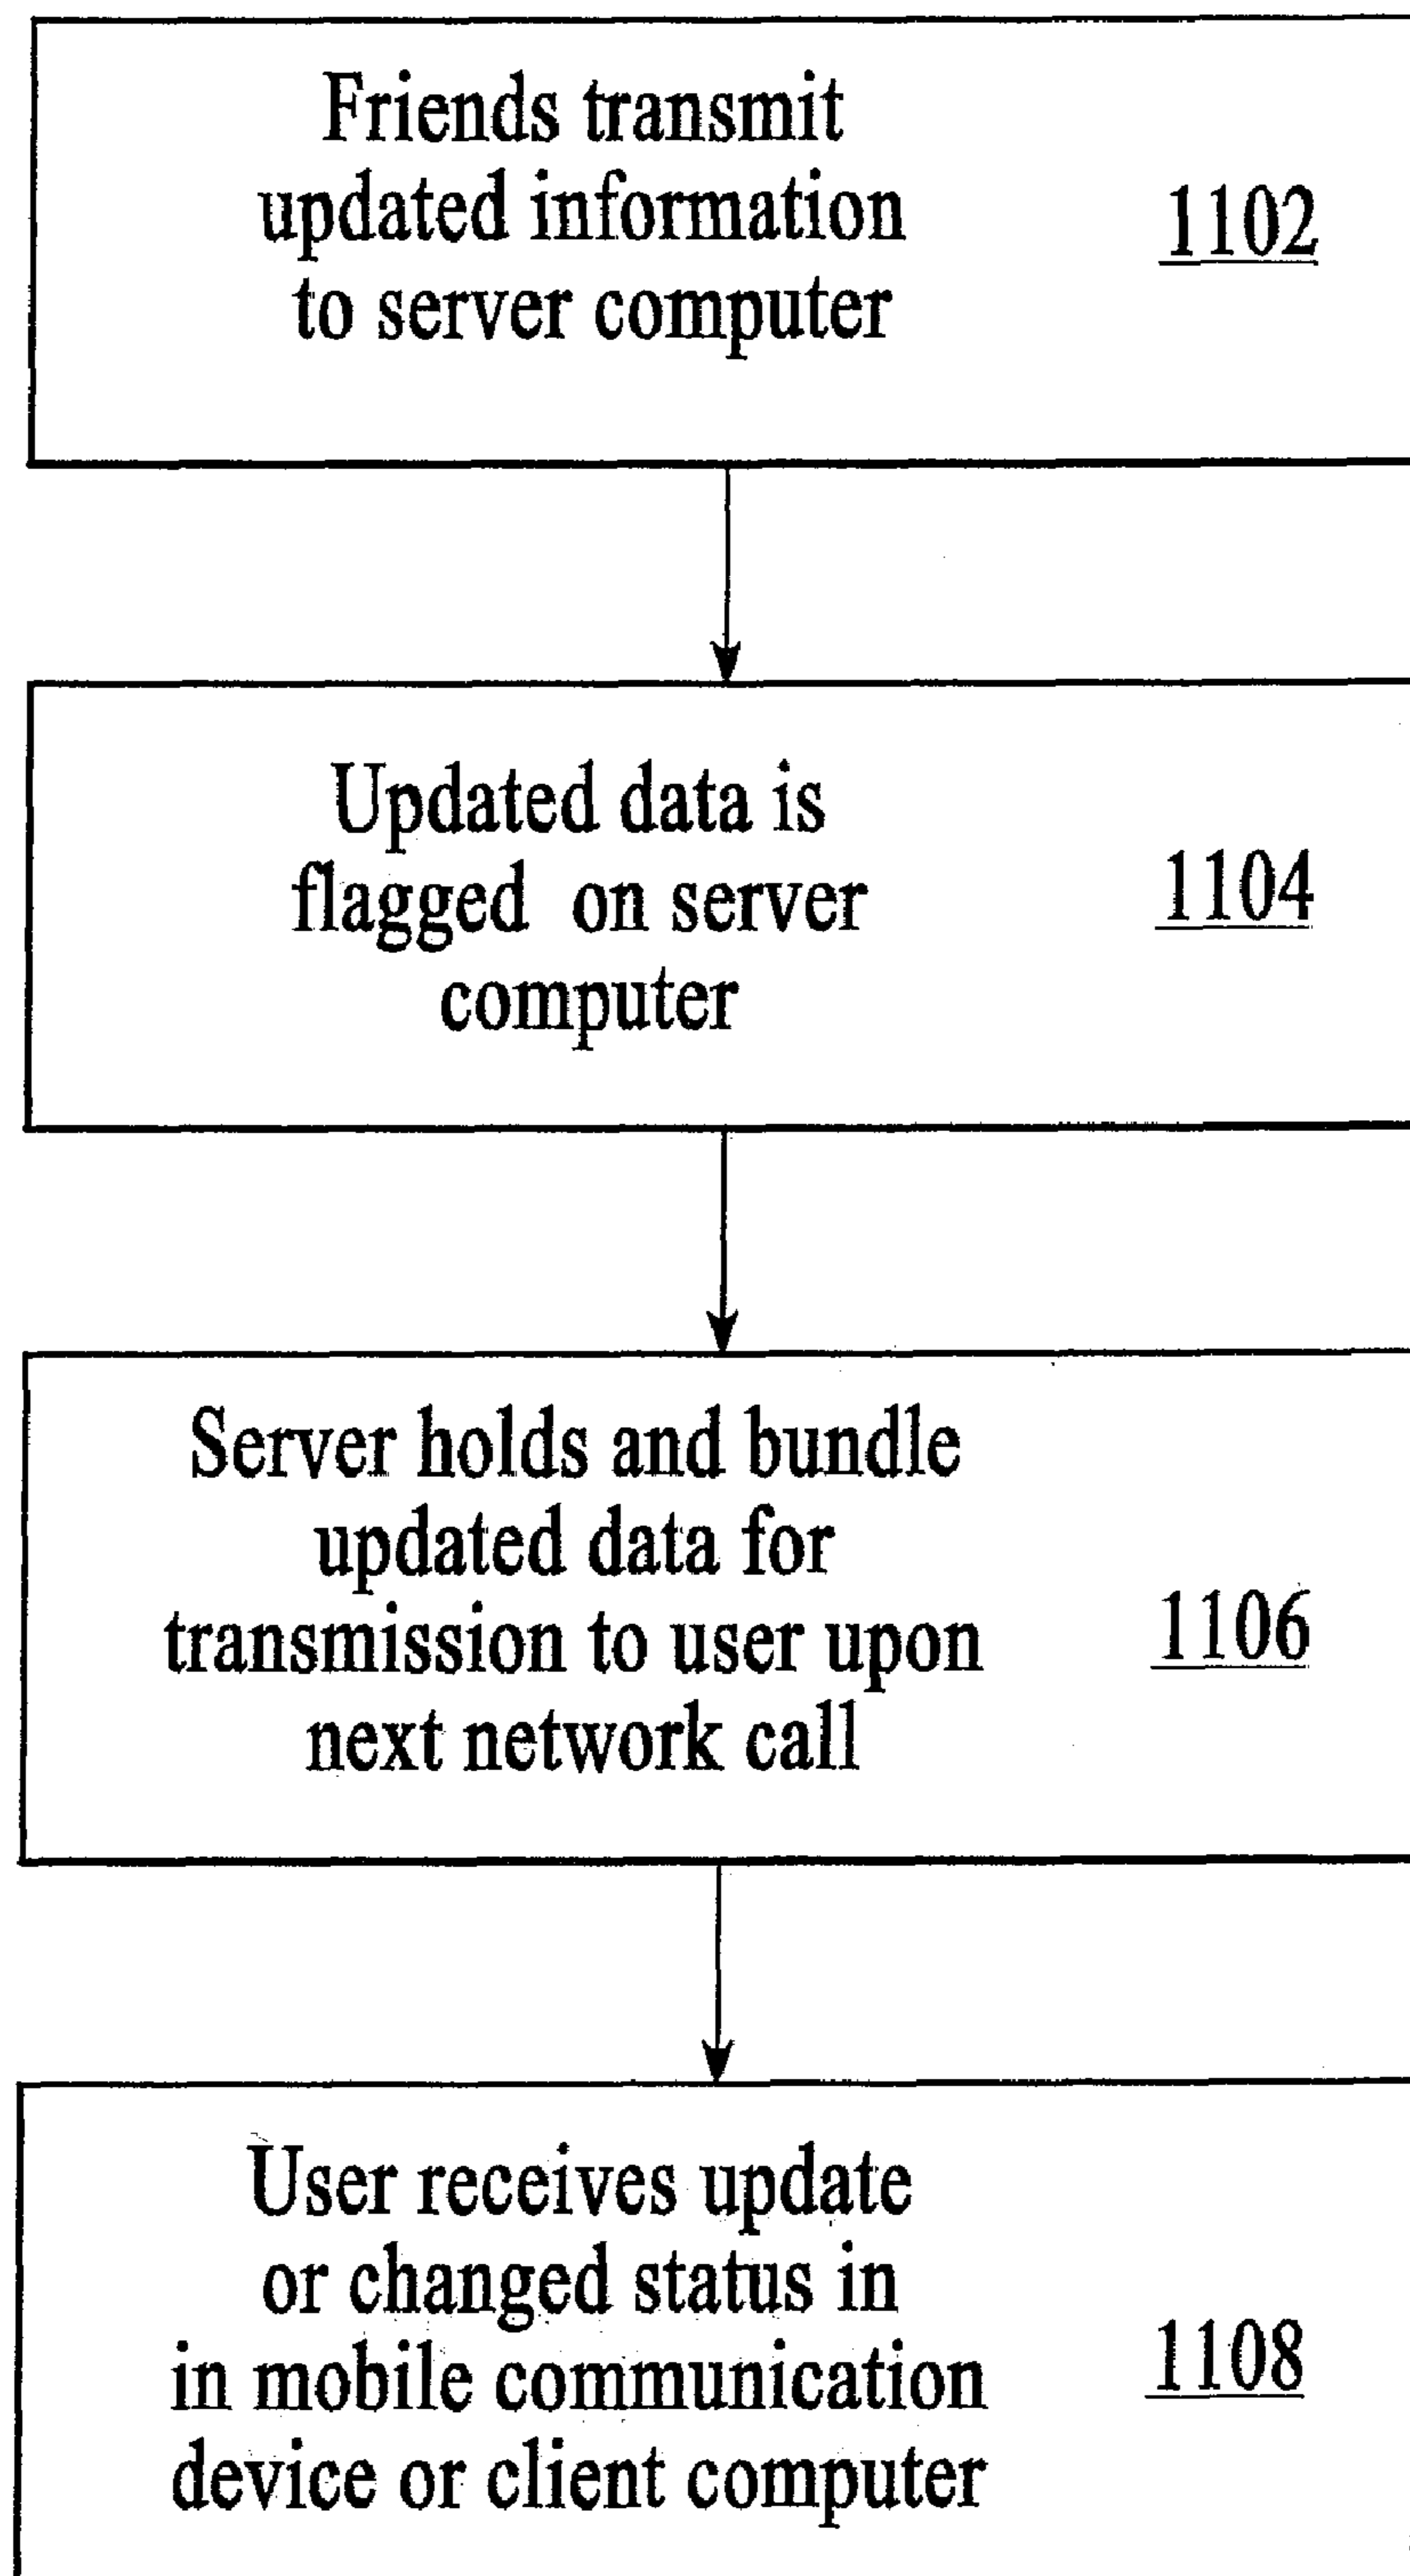 Friends transmit
updated information
to server computer
1102
Updated data is
flagged on server
computer
1104
Server holds and bundle
updated data for
transmission to user upon
next network call
1106
User receives update
or changed status in
in mobile communication
device or client computer
1108